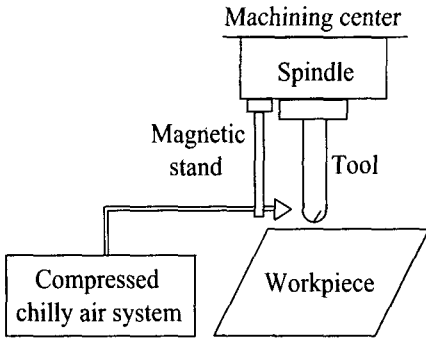 Machining center
Spindle
Magnetic
stand
Tool
Compressed
chilly air system
Workpiece